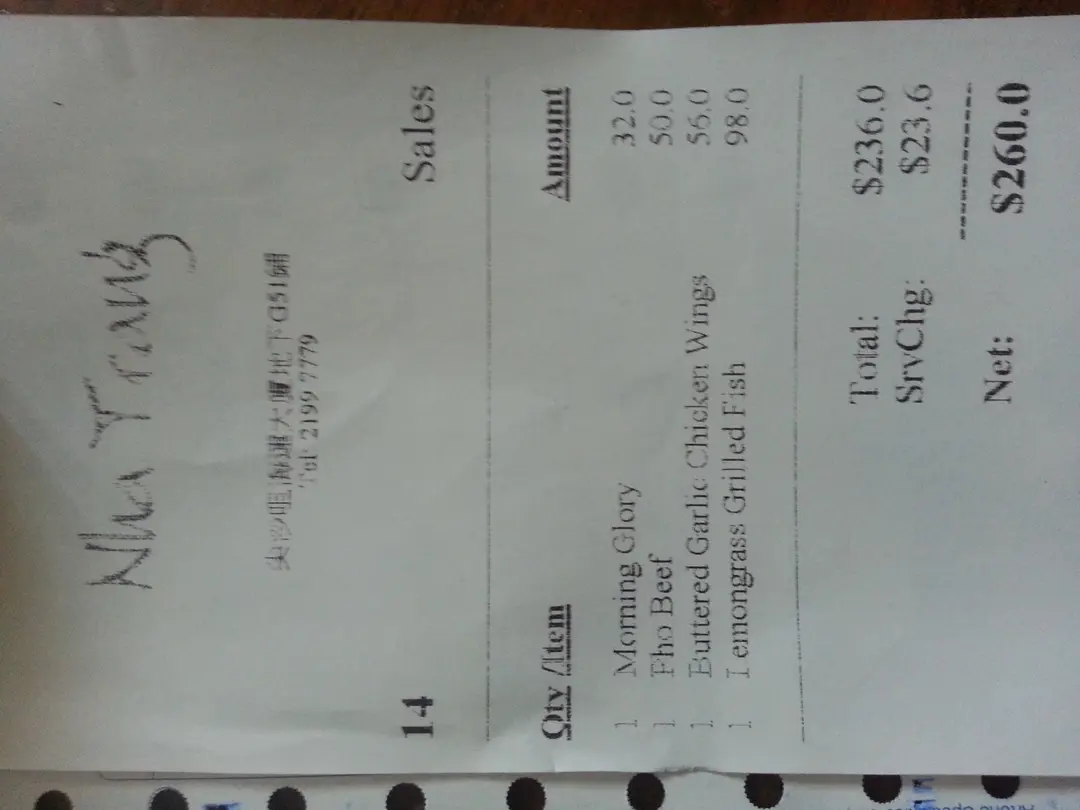 Nha Trang
尖沙咀海運大廈地下G51舖
Tel: 2199 7779
14 Sales
Qty /Item Amount
1 Morning Glory 32.0
1 Pho Beef 50.0
1 Buttered Garlic Chicken Wings 56.0
1 Lemongrass Grilled Fish 98.0
Total: $236.0
SrvChg: $23.6
Net: $260.0